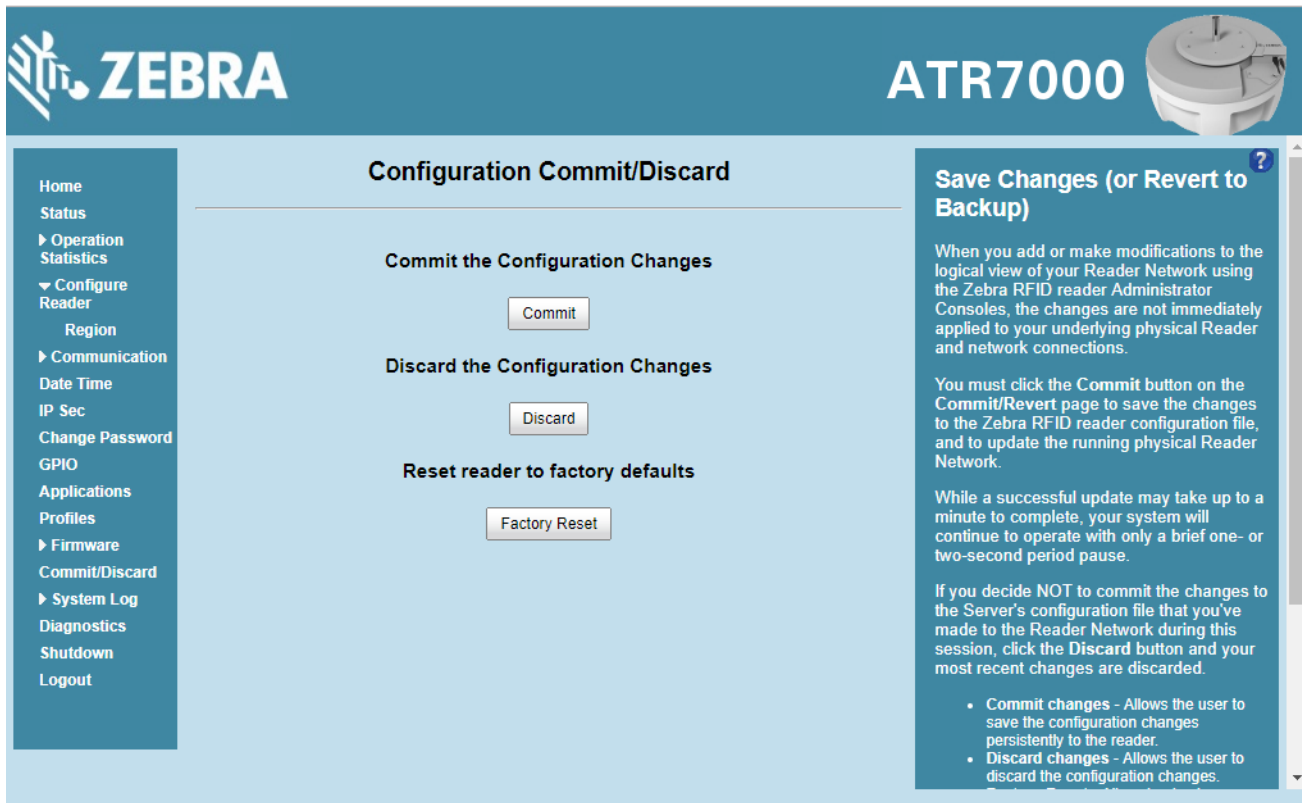 ZEBRA
ATR7000
Home
Status
Operation
Statistics
Configure
Reader
Region
Communication
Date Time
IP Sec
Change Password
GPIO
Applications
Profiles
Firmware
Commit/Discard
System Log
Diagnostics
Shutdown
Logout
Configuration Commit/Discard
Commit the Configuration Changes
Commit
Discard the Configuration Changes
Discard
Reset reader to factory defaults
Factory Reset
?
Save Changes (or Revert to
Backup)
When you add or make modifications to the
logical view of your Reader Network using
the Zebra RFID reader Administrator
Consoles, the changes are not immediately
applied to your underlying physical Reader
and network connections.
You must click the Commit button on the
Commit/Revert page to save the changes
to the Zebra RFID reader configuration file,
and to update the running physical Reader
Network.
While a successful update may take up to a
minute to complete, your system will
continue to operate with only a brief one- or
two-second period pause.
If you decide NOT to commit the changes to
the Server's configuration file that you've
made to the Reader Network during this
session, click the Discard button and your
most recent changes are discarded.
• Commit changes - Allows the user to
save the configuration changes
persistently to the reader.
• Discard changes - Allows the user to
discard the configuration changes.